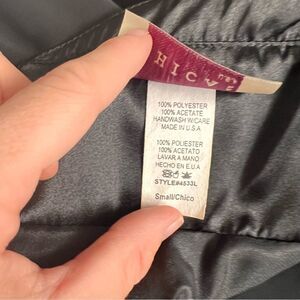 HICA
100% POLYESTER
100% ACETATE
HANDWASH W/CARE
MADE IN U.S.A
100% POLIESTER
100% ACETATO
LAVAR A MANO
HECHO EN E.U.A
STYLE#4533L
Small/Chico